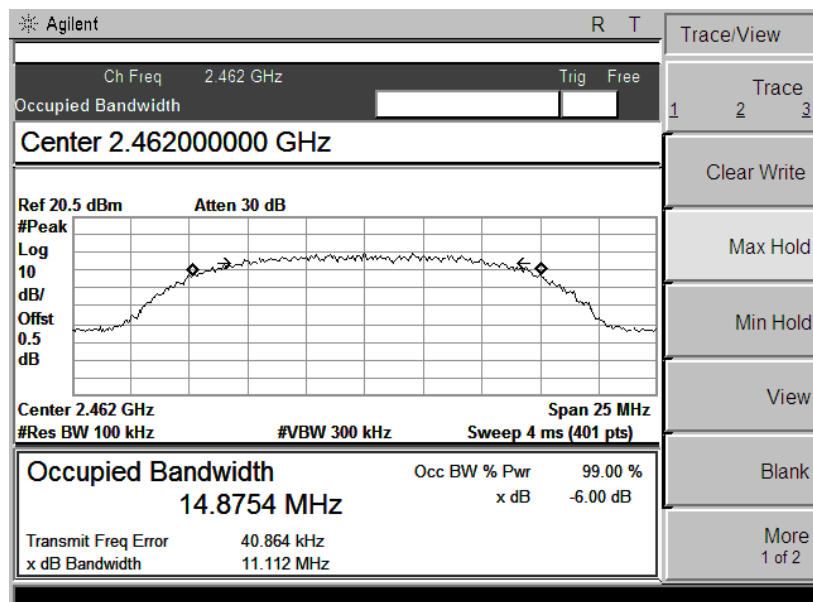 Agilent R T
Ch Freq 2.462 GHz Trig Free
Occupied Bandwidth
Center 2.462000000 GHz
Ref 20.5 dBm Atten 30 dB
#Peak
Log
10
dB/
Offst
0.5
dB
Center 2.462 GHz Span 25 MHz
#Res BW 100 kHz #VBW 300 kHz Sweep 4 ms (401 pts)
Occupied Bandwidth Occ BW % Pwr 99.00 %
14.8754 MHz x dB -6.00 dB
Transmit Freq Error 40.864 kHz
x dB Bandwidth 11.112 MHz
Trace/View
Trace
1 2 3
Clear Write
Max Hold
Min Hold
View
Blank
More
1 of 2